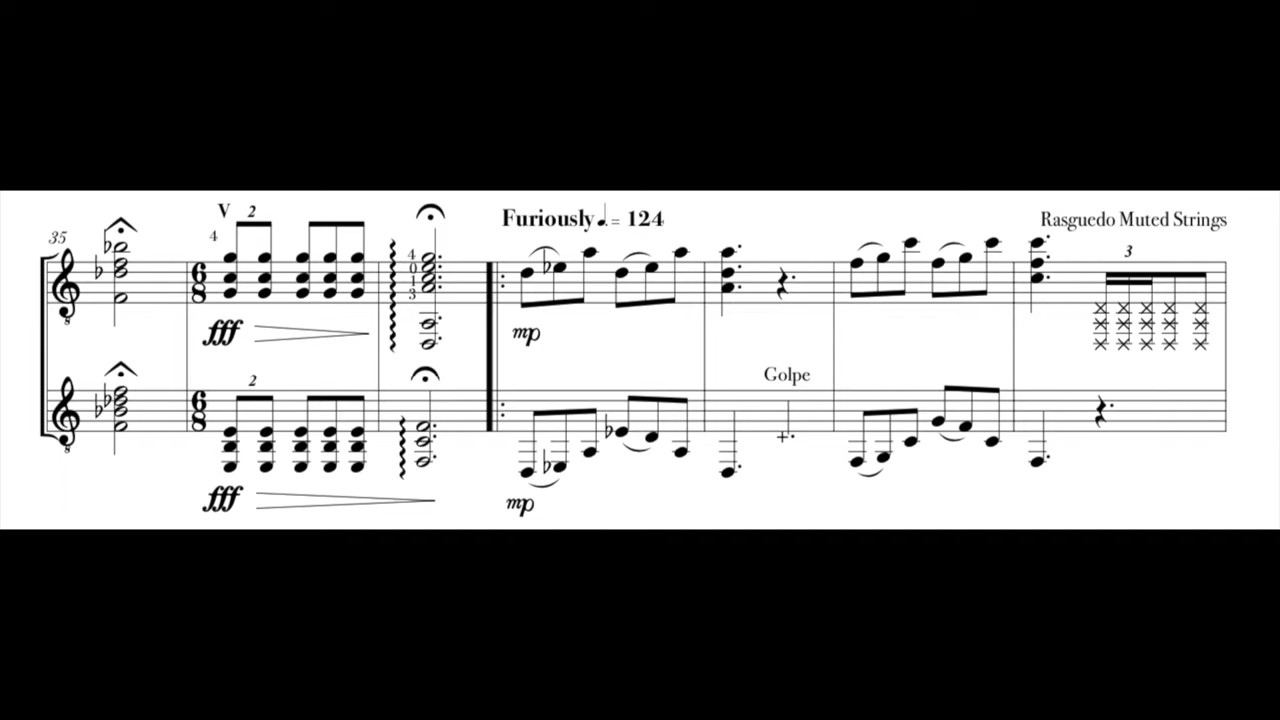 Furiously ♩. = 124
Rasguedo Muted Strings
35
V 2
4
4
0
1
3
3
6
8
fff
mp
Golpe
2
6
8
fff
mp